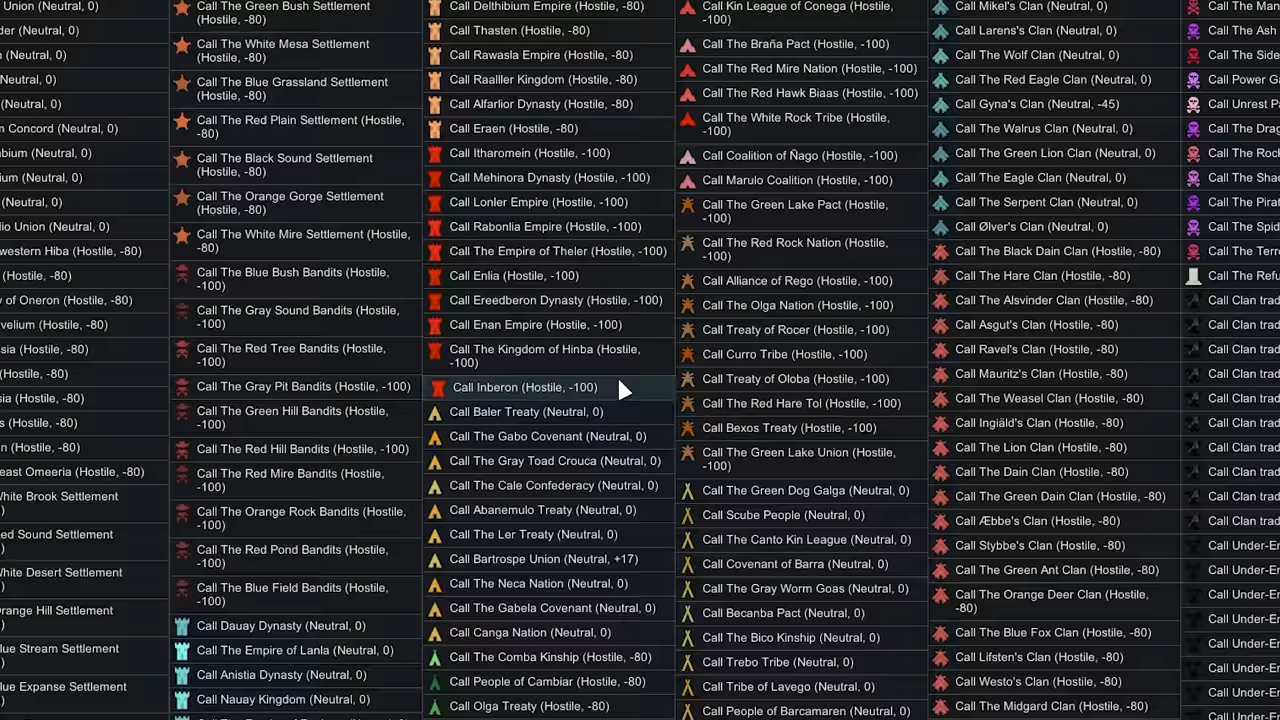 Union (Neutral, 0)
der (Neutral, 0)
n (Neutral, 0)
Neutral, 0)
(Neutral, 0)
m Concord (Neutral, 0)
bium (Neutral, 0)
ium (Neutral, 0)
(Neutral, 0)
lio Union (Neutral, 0)
western Hiba (Hostile, -80)
(Hostile, -80)
y of Oneron (Hostile, -80)
velium (Hostile, -80)
sia (Hostile, -80)
(Hostile, -80)
sia (Hostile, -80)
s (Hostile, -80)
n (Hostile, -80)
east Omeeria (Hostile, -80)
White Brook Settlement
)
ed Sound Settlement
)
White Desert Settlement
)
range Hill Settlement
)
lue Stream Settlement
)
lue Expanse Settlement
)
Call The Green Bush Settlement
(Hostile, -80)
Call The White Mesa Settlement
(Hostile, -80)
Call The Blue Grassland Settlement
(Hostile, -80)
Call The Red Plain Settlement (Hostile,
-80)
Call The Black Sound Settlement
(Hostile, -80)
Call The Orange Gorge Settlement
(Hostile, -80)
Call The White Mire Settlement (Hostile,
-80)
Call The Blue Bush Bandits (Hostile,
-100)
Call The Gray Sound Bandits (Hostile,
-100)
Call The Red Tree Bandits (Hostile,
-100)
Call The Gray Pit Bandits (Hostile, -100)
Call The Green Hill Bandits (Hostile,
-100)
Call The Red Hill Bandits (Hostile, -100)
Call The Red Mire Bandits (Hostile,
-100)
Call The Orange Rock Bandits (Hostile,
-100)
Call The Red Pond Bandits (Hostile,
-100)
Call The Blue Field Bandits (Hostile,
-100)
Call Dauay Dynasty (Neutral, 0)
Call The Empire of Lanla (Neutral, 0)
Call Anistia Dynasty (Neutral, 0)
Call Nauay Kingdom (Neutral, 0)
Call Delthibium Empire (Hostile, -80)
Call Thasten (Hostile, -80)
Call Rawasla Empire (Hostile, -80)
Call Raaller Kingdom (Hostile, -80)
Call Alfarlior Dynasty (Hostile, -80)
Call Eraen (Hostile, -80)
Call Itharomein (Hostile, -100)
Call Mehinora Dynasty (Hostile, -100)
Call Lonler Empire (Hostile, -100)
Call Rabonlia Empire (Hostile, -100)
Call The Empire of Theler (Hostile, -100)
Call Enlia (Hostile, -100)
Call Ereedberon Dynasty (Hostile, -100)
Call Enan Empire (Hostile, -100)
Call The Kingdom of Hinba (Hostile,
-100)
Call Inberon (Hostile, -100)
Call Baler Treaty (Neutral, 0)
Call The Gabo Covenant (Neutral, 0)
Call The Gray Toad Crouca (Neutral, 0)
Call The Cale Confederacy (Neutral, 0)
Call Abanemulo Treaty (Neutral, 0)
Call The Ler Treaty (Neutral, 0)
Call Bartrospe Union (Neutral, +17)
Call The Neca Nation (Neutral, 0)
Call The Gabela Covenant (Neutral, 0)
Call Canga Nation (Neutral, 0)
Call The Gomba Kinship (Hostile, -80)
Call People of Cambiar (Hostile, -80)
Call Olga Treaty (Hostile, -80)
Call Kin League of Conega (Hostile,
-100)
Call The Braña Pact (Hostile, -100)
Call The Red Mire Nation (Hostile, -100)
Call The Red Hawk Biaas (Hostile, -100)
Call The White Rock Tribe (Hostile,
-100)
Call Coalition of Ñago (Hostile, -100)
Call Marulo Coalition (Hostile, -100)
Call The Green Lake Pact (Hostile,
-100)
Call The Red Rock Nation (Hostile,
-100)
Call Alliance of Rego (Hostile, -100)
Call The Olga Nation (Hostile, -100)
Call Treaty of Rocer (Hostile, -100)
Call Curro Tribe (Hostile, -100)
Call Treaty of Oloba (Hostile, -100)
Call The Red Hare Tol (Hostile, -100)
Call Bexos Treaty (Hostile, -100)
Call The Green Lake Union (Hostile,
-100)
Call The Green Dog Galga (Neutral, 0)
Call Scube People (Neutral, 0)
Call The Canto Kin League (Neutral, 0)
Call Covenant of Barra (Neutral, 0)
Call The Gray Worm Goas (Neutral, 0)
Call Becanba Pact (Neutral, 0)
Call The Bico Kinship (Neutral, 0)
Call Trebo Tribe (Neutral, 0)
Call Tribe of Lavego (Neutral, 0)
Call People of Barcamaren (Neutral, 0)
Call Mikel's Clan (Neutral, 0)
Call Larens's Clan (Neutral, 0)
Call The Wolf Clan (Neutral, 0)
Call The Red Eagle Clan (Neutral, 0)
Call Gyna's Clan (Neutral, -45)
Call The Walrus Clan (Neutral, 0)
Call The Green Lion Clan (Neutral, 0)
Call The Eagle Clan (Neutral, 0)
Call The Serpent Clan (Neutral, 0)
Call Ølver's Clan (Neutral, 0)
Call The Black Dain Clan (Hostile, -80)
Call The Hare Clan (Hostile, -80)
Call The Alsvinder Clan (Hostile, -80)
Call Asgut's Clan (Hostile, -80)
Call Ravel's Clan (Hostile, -80)
Call Mauritz's Clan (Hostile, -80)
Call The Weasel Clan (Hostile, -80)
Call Ingiäld's Clan (Hostile, -80)
Call The Lion Clan (Hostile, -80)
Call The Dain Clan (Hostile, -80)
Call The Green Dain Clan (Hostile, -80)
Call Æbbe's Clan (Hostile, -80)
Call Stybbe's Clan (Hostile, -80)
Call The Green Ant Clan (Hostile, -80)
Call The Orange Deer Clan (Hostile,
-80)
Call The Blue Fox Clan (Hostile, -80)
Call Lifsten's Clan (Hostile, -80)
Call Westo's Clan (Hostile, -80)
Call The Midgard Clan (Hostile, -80)
Call The Man
Call The Ash
Call The Side
Call Power G
Call Unrest P
Call The Drag
Call The Rock
Call The Sha
Call The Pirat
Call The Spid
Call The Terr
Call The Refu
Call Clan trad
Call Clan trad
Call Clan trad
Call Clan trad
Call Clan trad
Call Clan trad
Call Clan trad
Call Clan trad
Call Clan trad
Call Clan trad
Call Under-E
Call Under-E
Call Under-E
Call Under-E
Call Under-E
Call Under-E
Call Under-E
Call Under-E